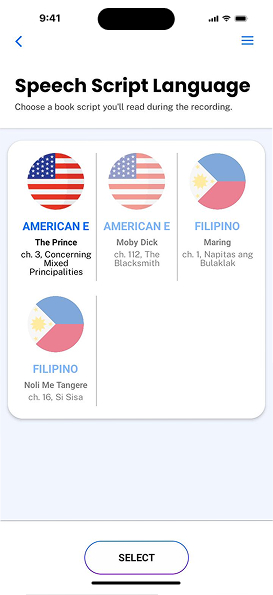 9:41
Speech Script Language
Choose a book script you'll read during the recording.
AMERICAN E
The Prince
ch. 3, Concerning
Mixed
Principalities
AMERICAN E
Moby Dick
ch. 112, The
Blacksmith
FILIPINO
Maring
ch. 1, Napitas ang
Bulaklak
FILIPINO
Noli Me Tangere
ch. 16, Si Sisa
SELECT